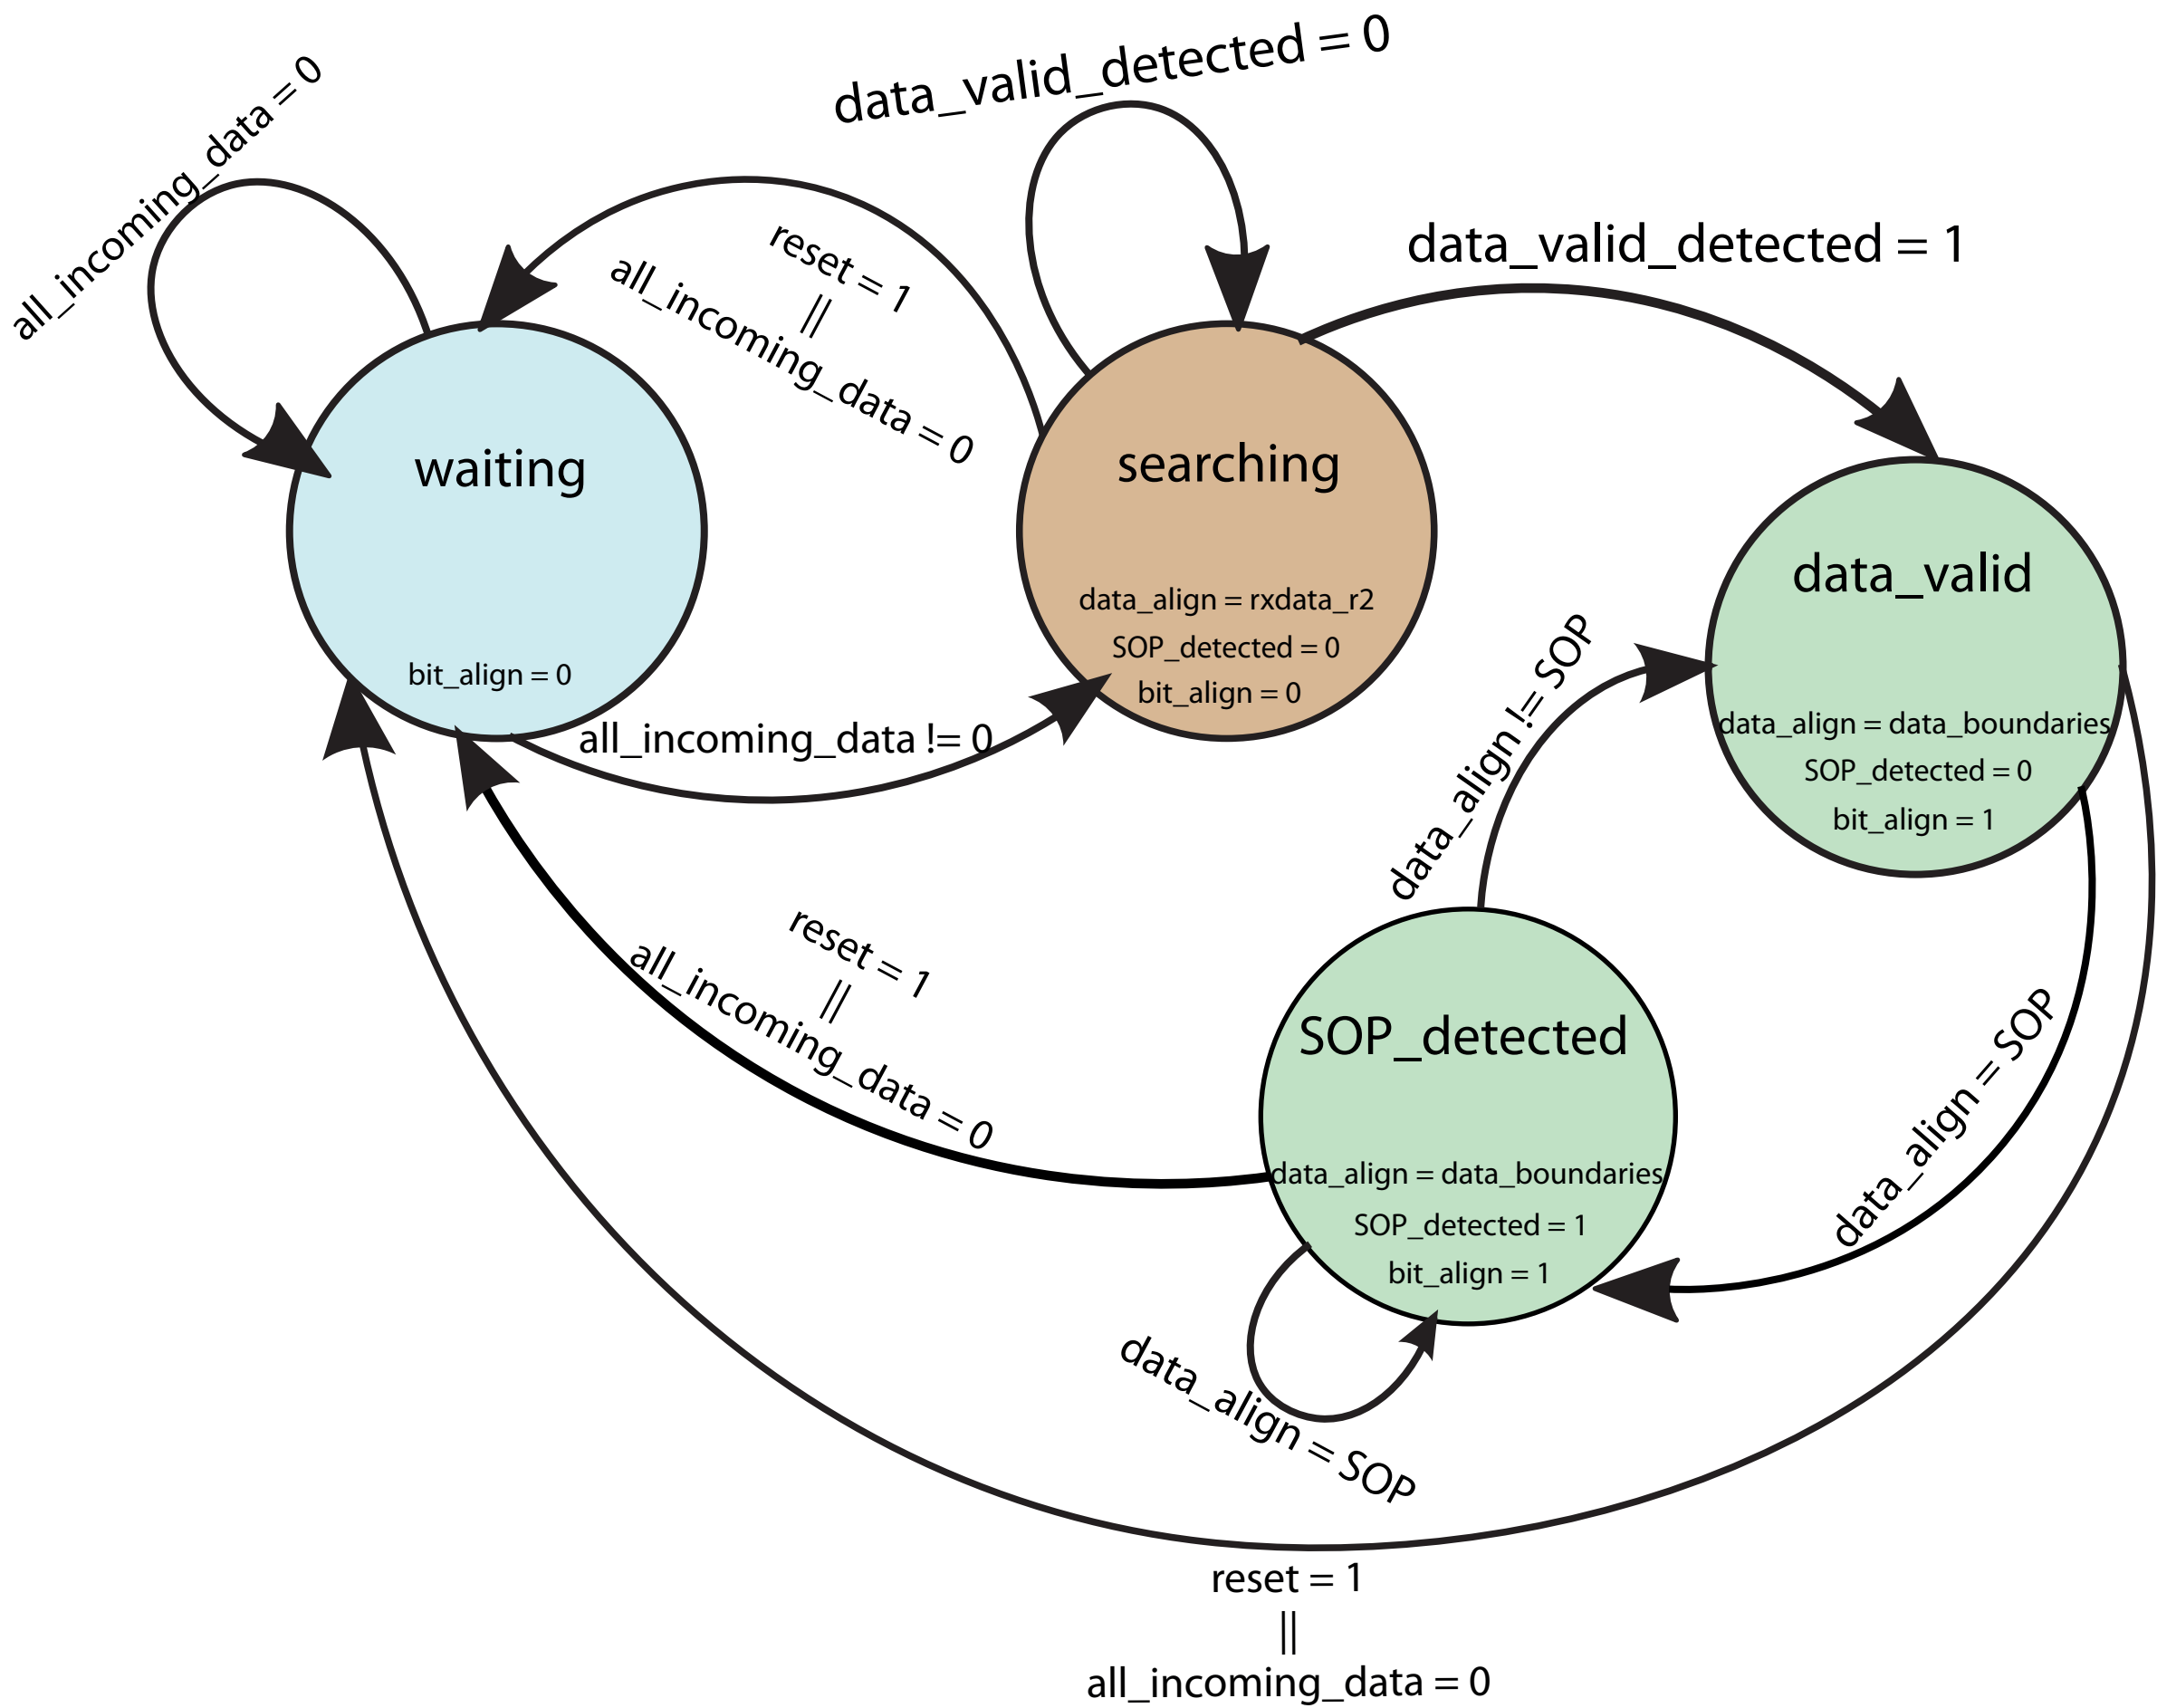 data_valid_detected = 0
all_incoming_data = 0
reset = 1
||
all_incoming_data = 0
data_valid_detected = 1
waiting
bit_align = 0
searching
data_align = rxdata_r2
SOP_detected = 0
bit_align = 0
data_valid
data_align = data_boundaries
SOP_detected = 0
bit_align = 1
all_incoming_data != 0
data_align != SOP
reset = 1
||
all_incoming_data = 0
SOP_detected
data_align = data_boundaries
SOP_detected = 1
bit_align = 1
data_align = SOP
data_align = SOP
reset = 1
||
all_incoming_data = 0